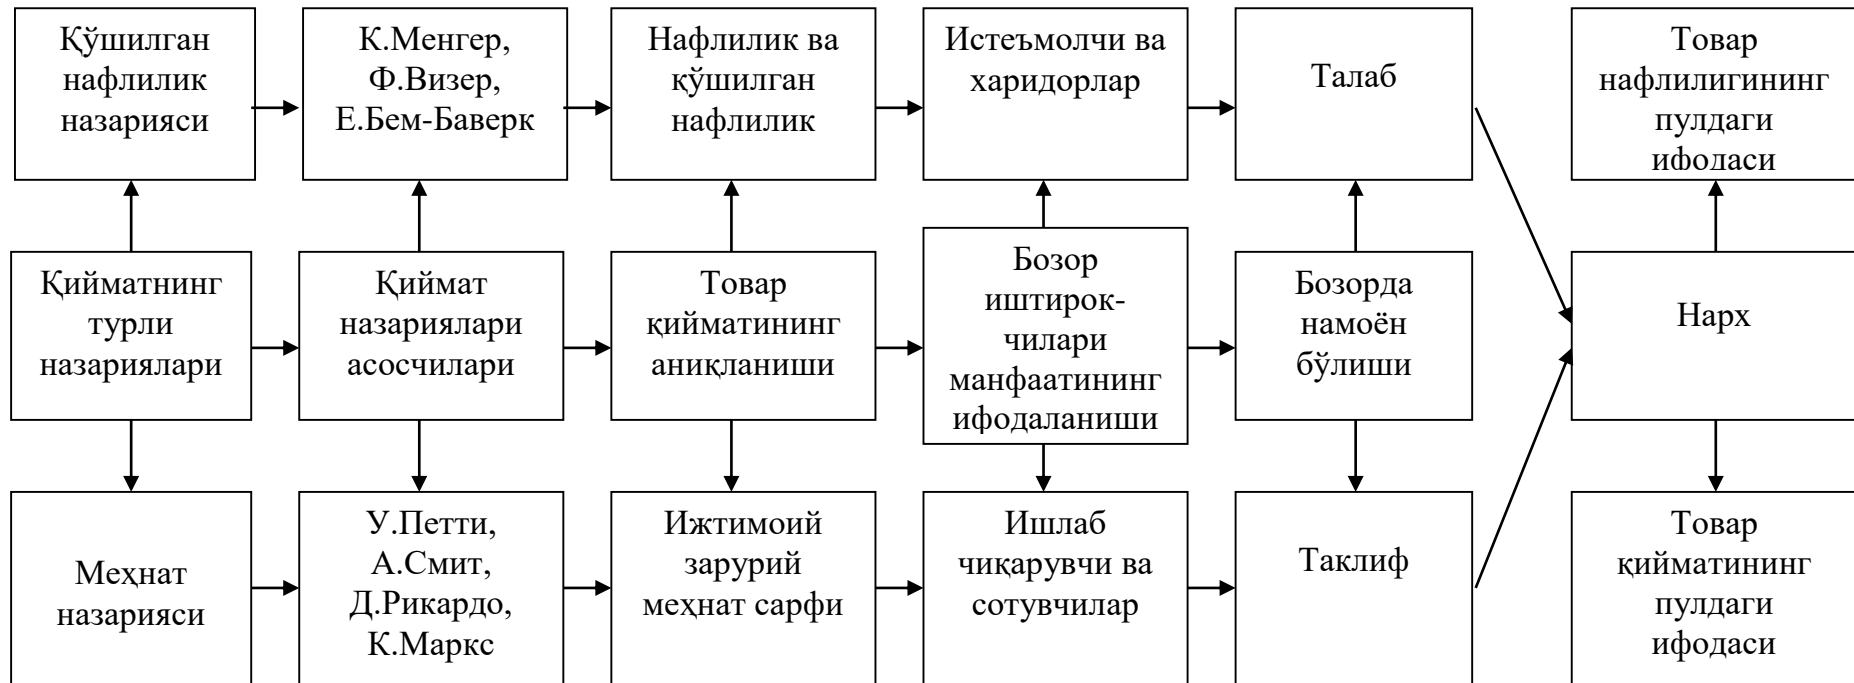 Қўшилган
нафлилик
назарияси
К.Менгер,
Ф.Визер,
Е.Бем-Баверк
Нафлилик ва
қўшилган
нафлилик
Истеъмолчи ва
харидорлар
Талаб
Товар
нафлилигининг
пулдаги
ифодаси
Қийматнинг
турли
назариялари
Қиймат
назариялари
асосчилари
Товар
қийматининг
аниқланиши
Бозор
иштирок-
чилари
манфаатининг
ифодаланиши
Бозорда
намоён
бўлиши
Нарх
Меҳнат
назарияси
У.Петти,
А.Смит,
Д.Рикардо,
К.Маркс
Ижтимоий
зарурий
меҳнат сарфи
Ишлаб
чиқарувчи ва
сотувчилар
Таклиф
Товар
қийматининг
пулдаги
ифодаси